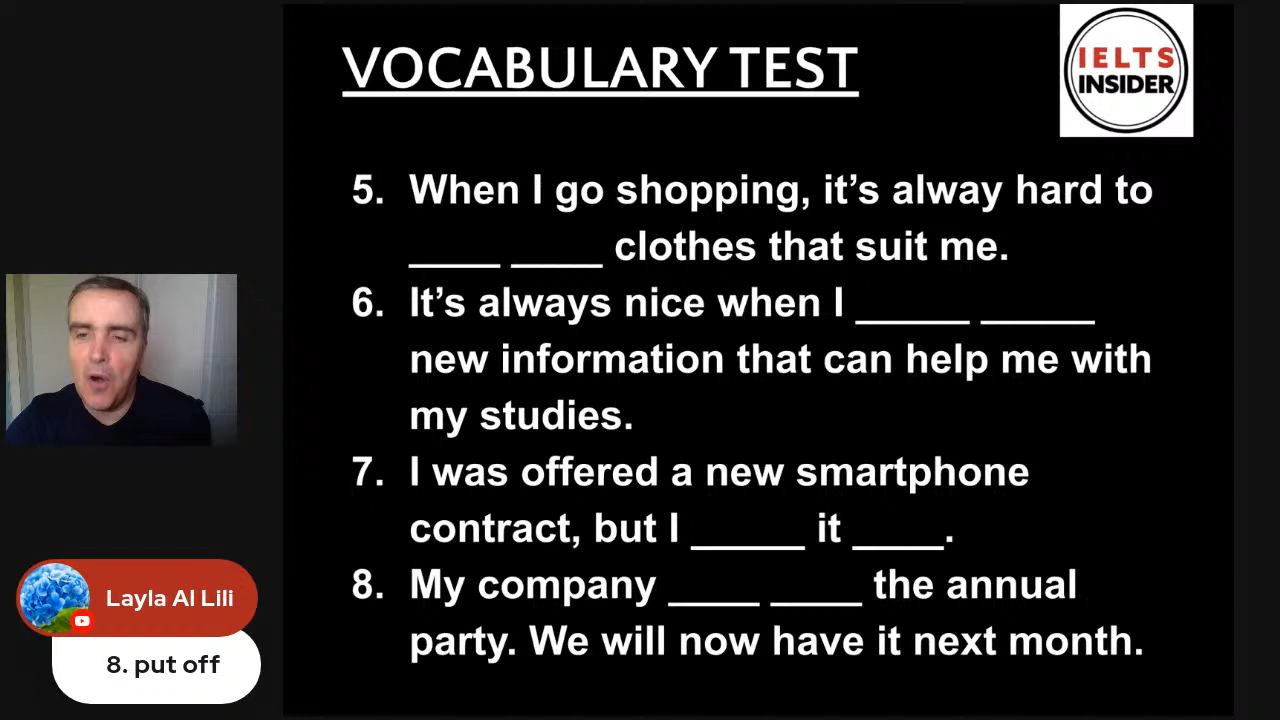 VOCABULARY TEST
IELTS
INSIDER
5. When I go shopping, it’s alway hard to
____ ____ clothes that suit me.
6. It’s always nice when I _____ _____
new information that can help me with
my studies.
7. I was offered a new smartphone
contract, but I _____ it ____.
8. My company ____ ____ the annual
party. We will now have it next month.
Layla Al Lili
8. put off